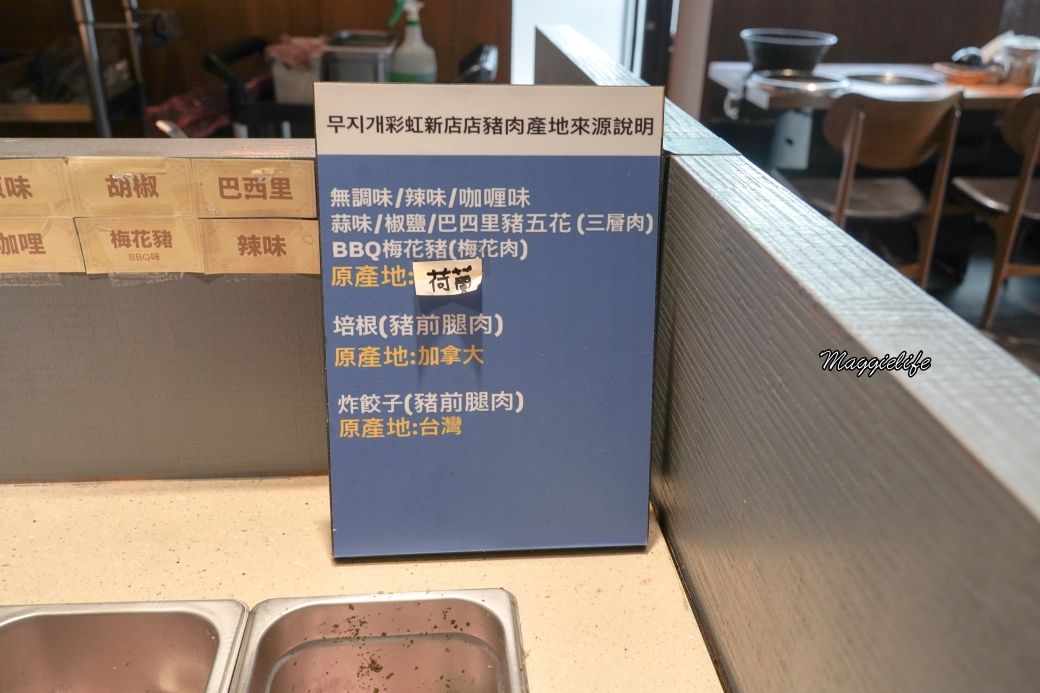 무지개彩虹新店店豬肉產地來源說明
無調味/辣味/咖喱味
蒜味/椒鹽/巴四里豬五花(三層肉)
BBQ梅花豬(梅花肉)
原產地:荷蘭
培根(豬前腿肉)
原產地:加拿大
炸餃子(豬前腿肉)
原產地:台灣
味
胡椒
巴西里
咖哩
梅花豬
BBQ味
辣味
Maggielife